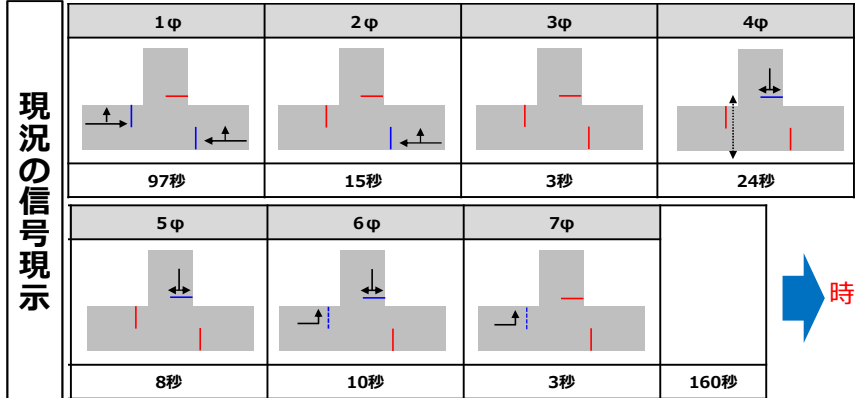 現況の信号現示
1φ 2φ 3φ 4φ
97秒 15秒 3秒 24秒
5φ 6φ 7φ
8秒 10秒 3秒 160秒
時